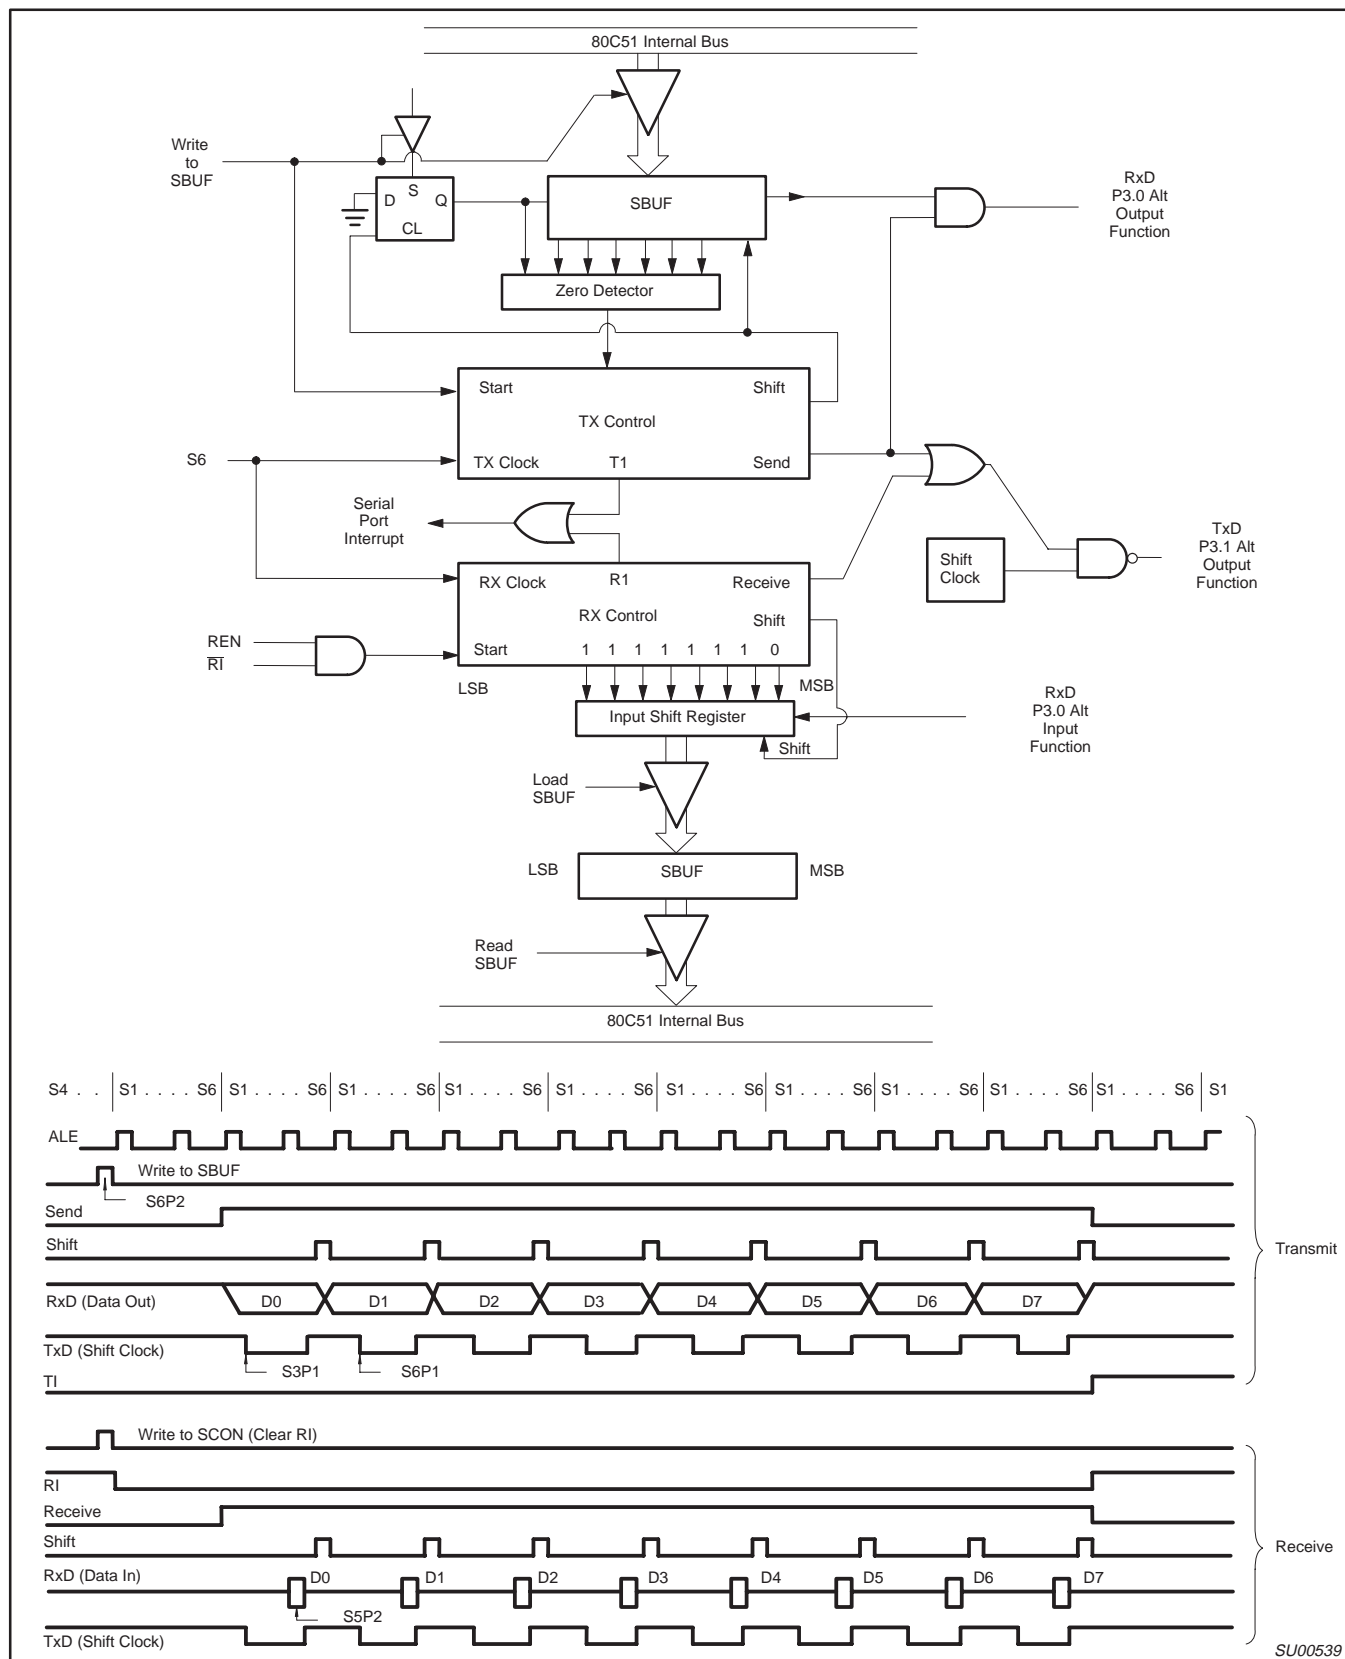 80C51 Internal Bus
Write
to
SBUF
S
D
Q
CL
SBUF
RxD
P3.0 Alt
Output
Function
Zero Detector
Start
Shift
TX Control
S6
TX Clock
T1
Send
Serial
Port
Interrupt
TxD
P3.1 Alt
Output
Function
Shift
Clock
RX Clock
R1
Receive
RX Control
Shift
REN
RI
Start
1 1 1 1 1 1 1 0
LSB
MSB
Input Shift Register
RxD
P3.0 Alt
Input
Function
Shift
Load
SBUF
LSB
SBUF
MSB
Read
SBUF
80C51 Internal Bus
S4 . . S1 . . . . S6 S1 . . . . S6 S1 . . . . S6 S1 . . . . S6 S1 . . . . S6 S1 . . . . S6 S1 . . . . S6 S1 . . . . S6 S1 . . . . S6 S1 . . . . S6 S1
ALE
Write to SBUF
S6P2
Send
Shift
Transmit
RxD (Data Out)
D0 D1 D2 D3 D4 D5 D6 D7
TxD (Shift Clock)
S3P1
S6P1
TI
Write to SCON (Clear RI)
RI
Receive
Shift
Receive
RxD (Data In)
D0 D1 D2 D3 D4 D5 D6 D7
S5P2
TxD (Shift Clock)
SU00539